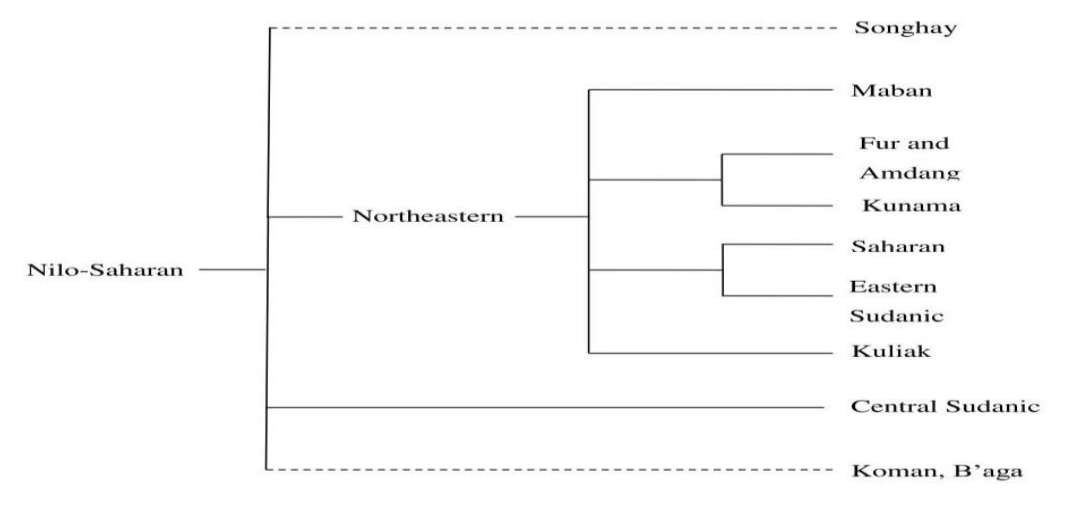 Songhay
Maban
Fur and
Amdang
Northeastern
Kunama
Saharan
Nilo-Saharan
Eastern
Sudanic
Kuliak
Central Sudanic
Koman, B’aga